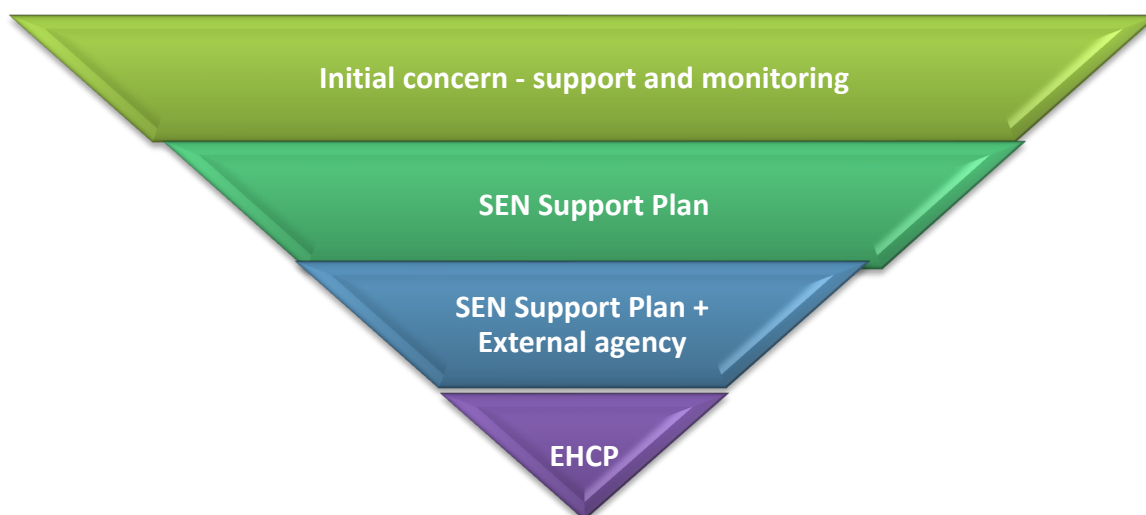 Initial concern - support and monitoring
SEN Support Plan
SEN Support Plan +
External agency
EHCP